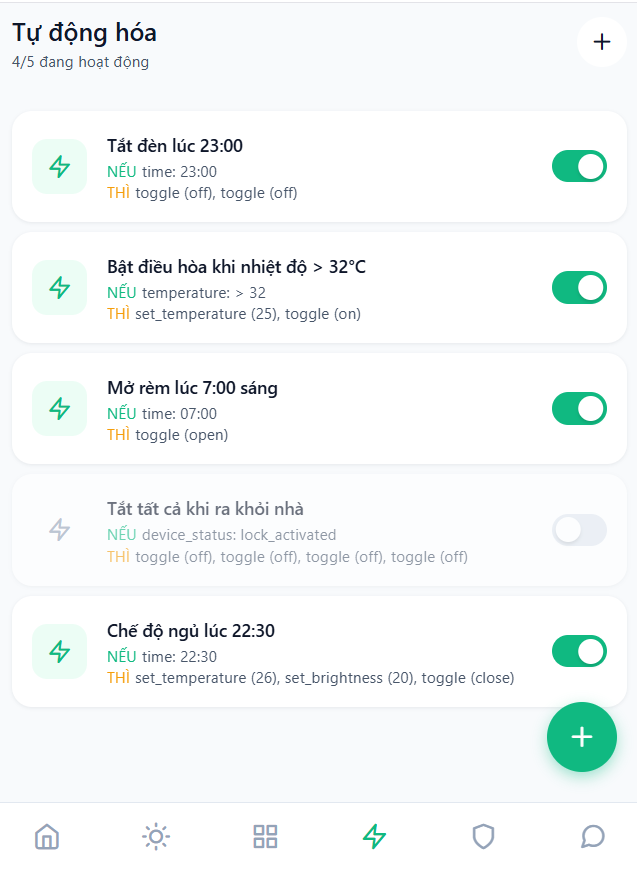 Tự động hóa
4/5 đang hoạt động
Tắt đèn lúc 23:00
NẾU time: 23:00
THÌ toggle (off), toggle (off)
Bật điều hòa khi nhiệt độ > 32°C
NẾU temperature: > 32
THÌ set_temperature (25), toggle (on)
Mở rèm lúc 7:00 sáng
NẾU time: 07:00
THÌ toggle (open)
Tắt tất cả khi ra khỏi nhà
NẾU device_status: lock_activated
THÌ toggle (off), toggle (off), toggle (off), toggle (off)
Chế độ ngủ lúc 22:30
NẾU time: 22:30
THÌ set_temperature (26), set_brightness (20), toggle (close)